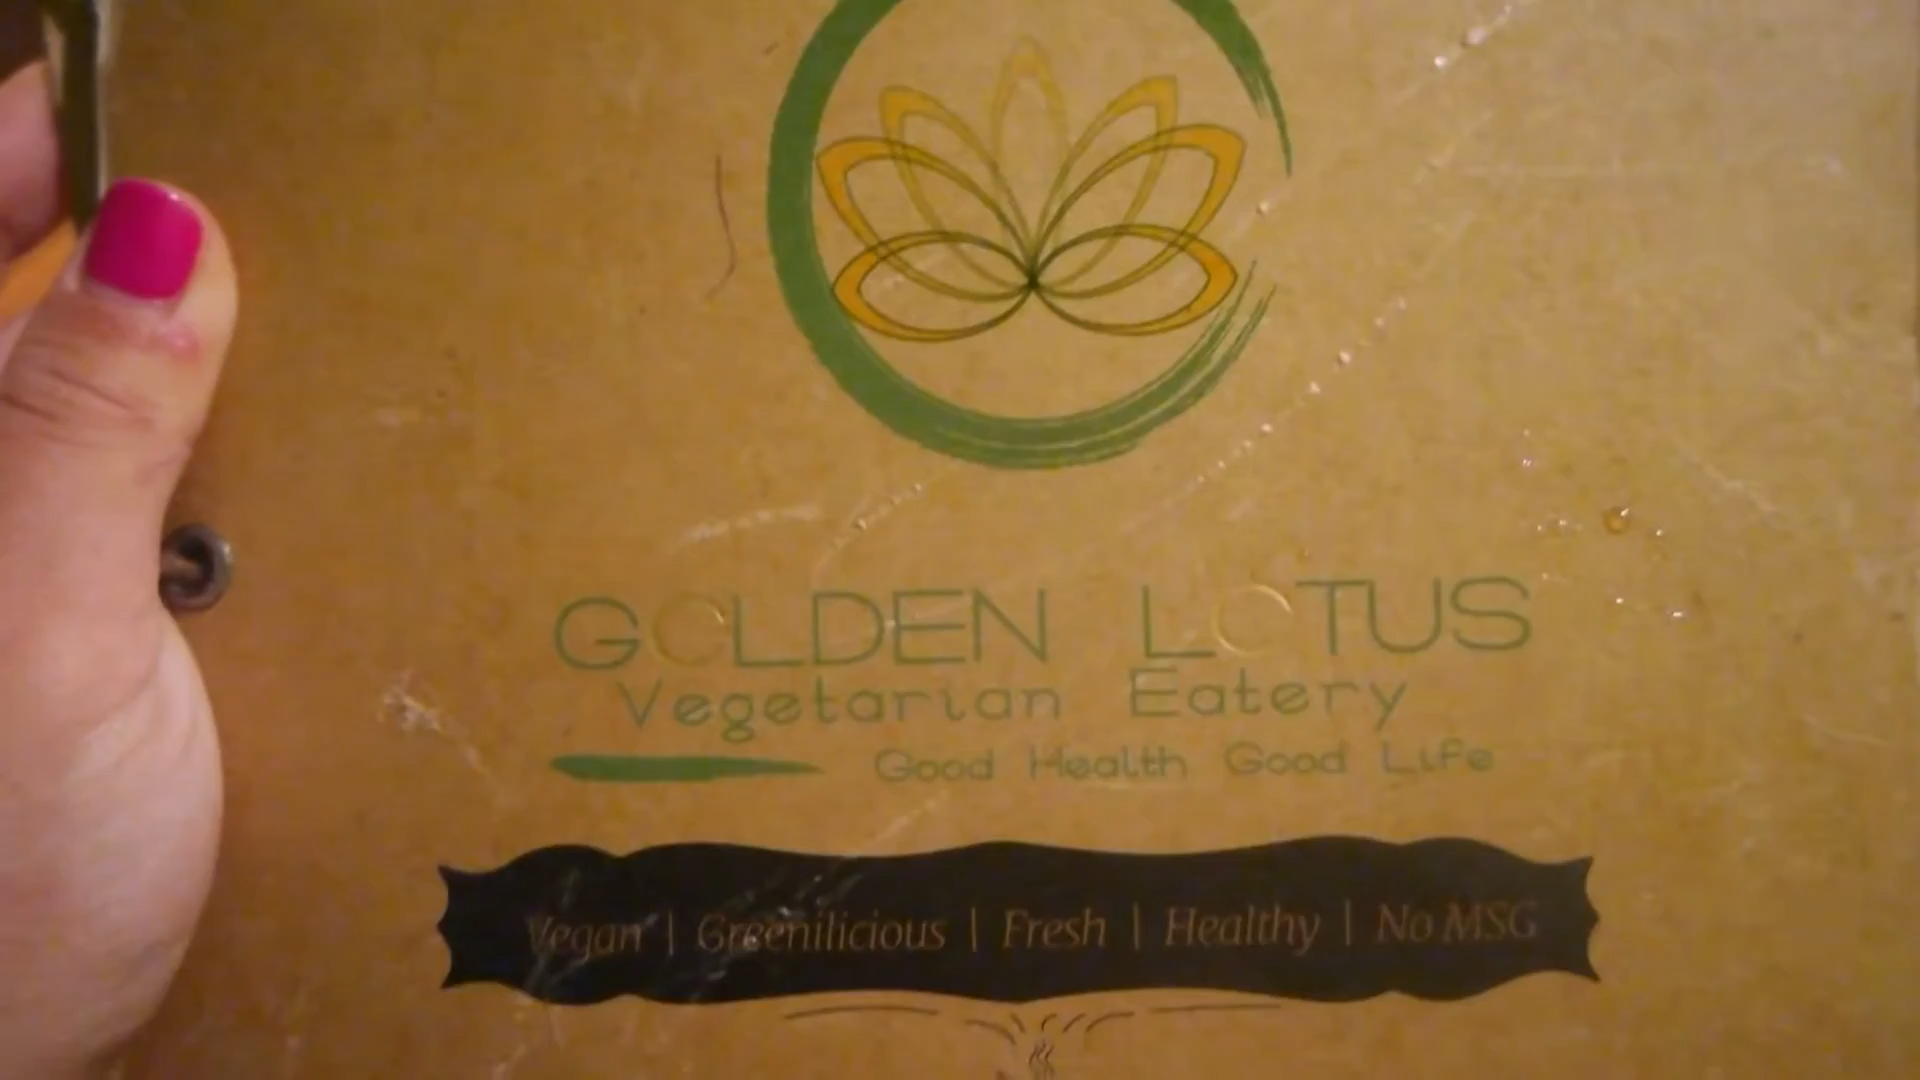 GOLDEN LOTUS
Vegetarian Eatery
Good Health Good Life
Vegan | Greenilicious | Fresh | Healthy | No MSG